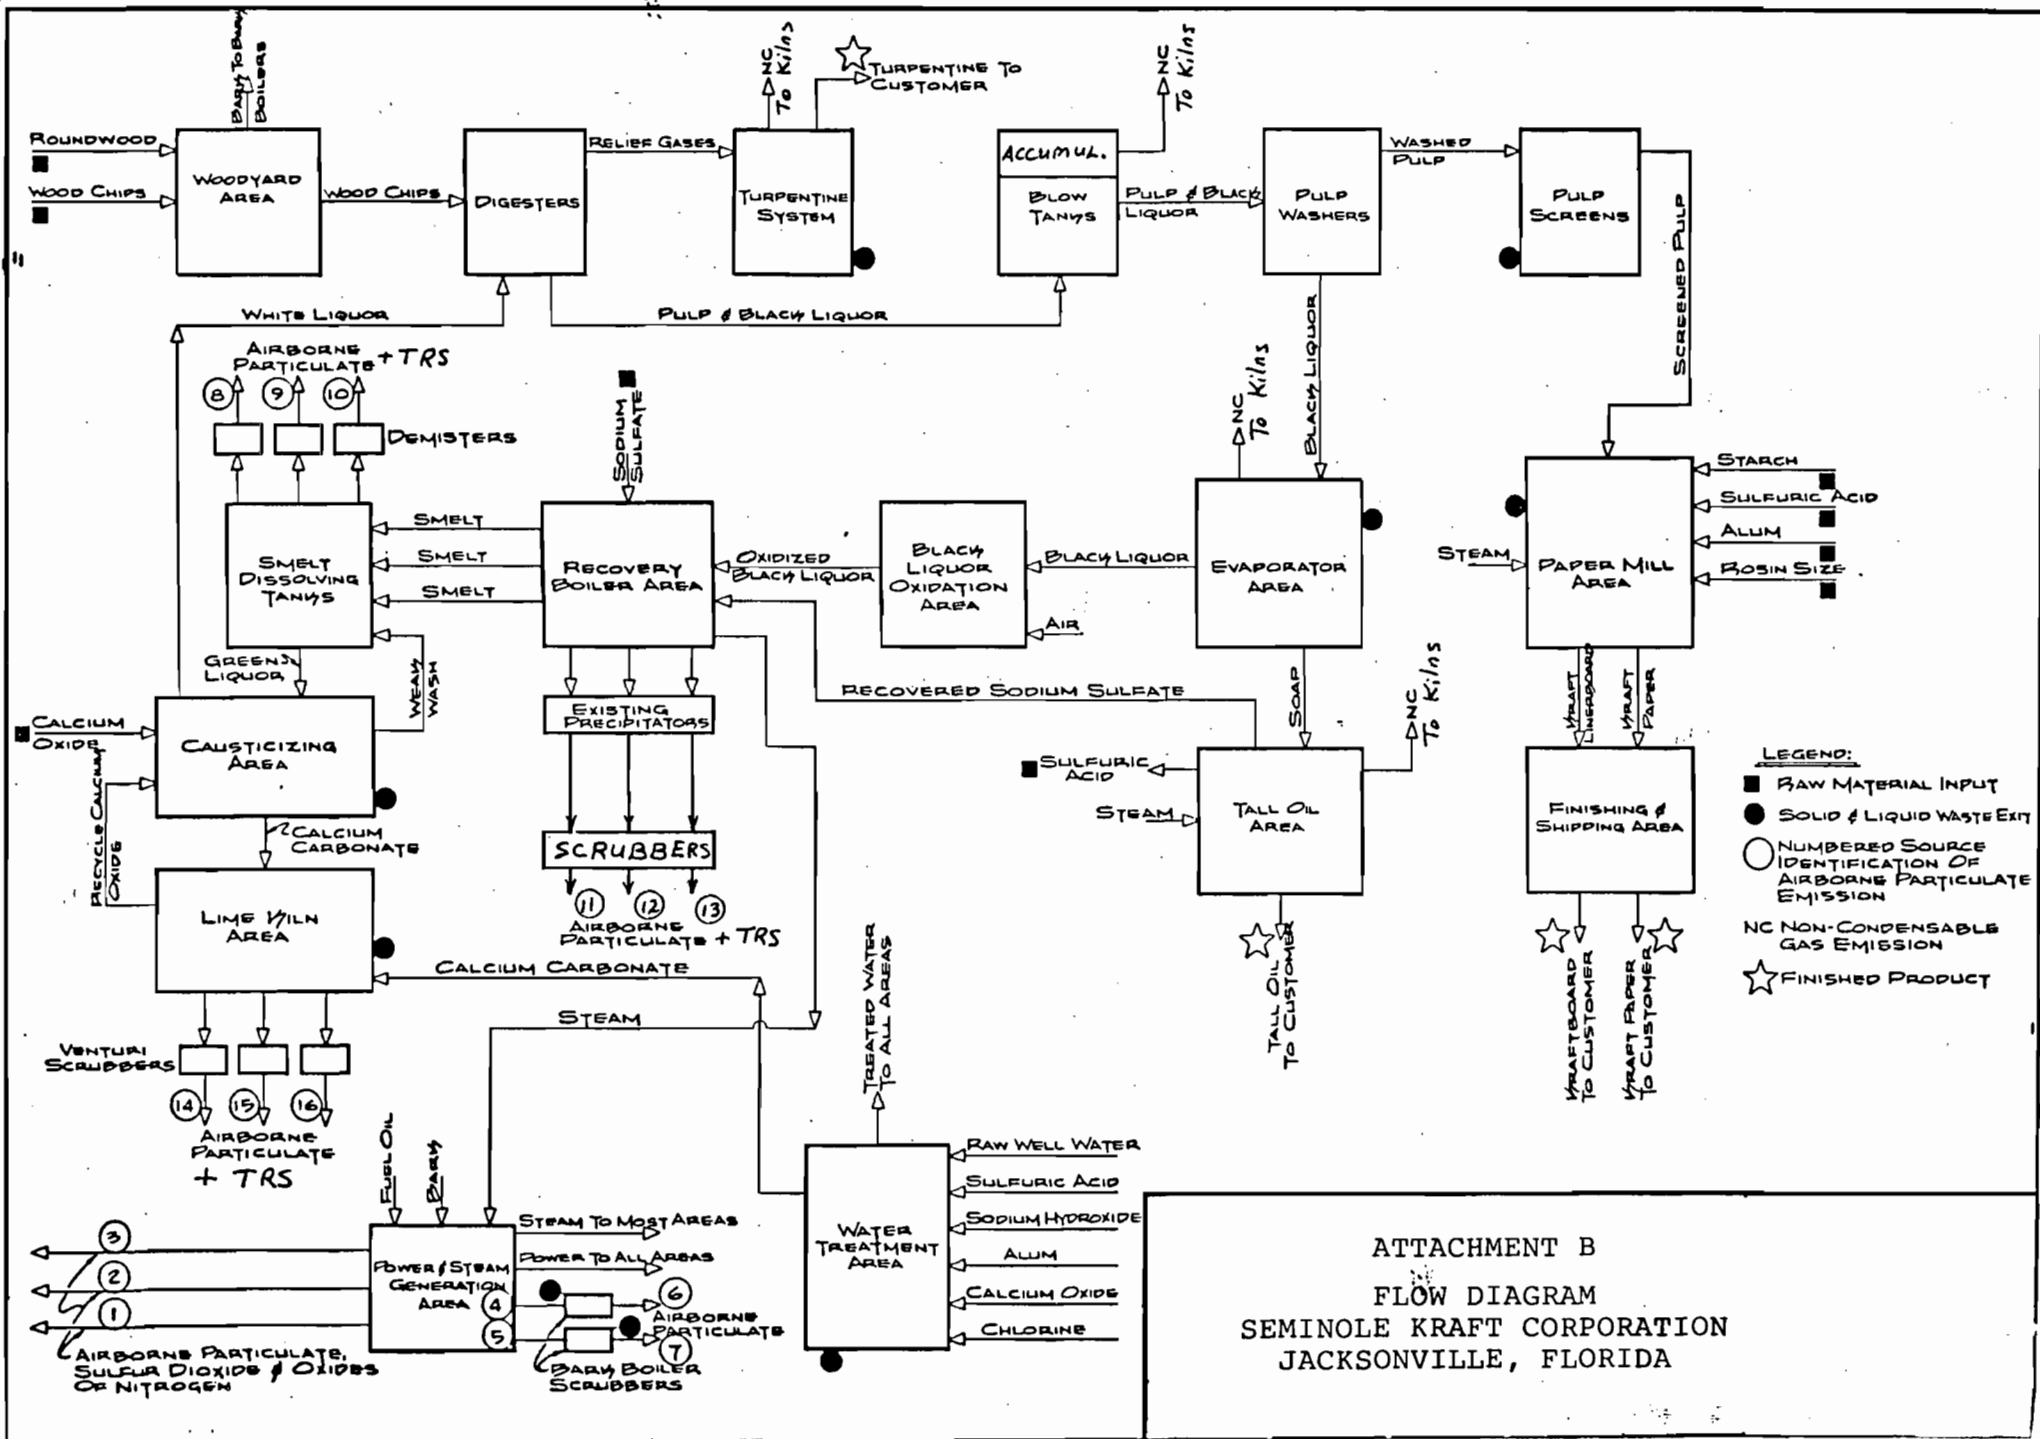 BARK TO BARK
BOILERS
NC
To Kilns
TURPENTINE TO
CUSTOMER
NC
To Kilns
ROUNDWOOD
WOOD CHIPS
WOODYARD
AREA
WOOD CHIPS
DIGESTERS
RELIEF GASES
TURPENTINE
SYSTEM
ACCUMUL.
BLOW
TANKS
PULP & BLACK
LIQUOR
PULP
WASHERS
WASHED
PULP
PULP
SCREENS
SCREENED PULP
WHITE LIQUOR
PULP & BLACK LIQUOR
BLACK LIQUOR
AIRBORNE
PARTICULATE + TRS
8
9
10
DEMISTERS
SODIUM
SULFATE
NC
To Kilns
SMELT
DISSOLVING
TANKS
SMELT
SMELT
SMELT
RECOVERY
BOILER AREA
OXIDIZED
BLACK LIQUOR
BLACK
LIQUOR
OXIDATION
AREA
BLACK LIQUOR
AIR
EVAPORATOR
AREA
STEAM
PAPER MILL
AREA
STARCH
SULFURIC ACID
ALUM
ROSIN SIZE
GREEN
LIQUOR
WEAK
WASH
EXISTING
PRECIPITATORS
RECOVERED SODIUM SULFATE
SOAP
NC
To Kilns
KRAFT
LINERBOARD
KRAFT
PAPER
CALCIUM
OXIDE
CAUSTICIZING
AREA
RECYCLE CALCIUM
OXIDE
CALCIUM
CARBONATE
SCRUBBERS
11
12
13
AIRBORNE
PARTICULATE + TRS
SULFURIC
ACID
STEAM
TALL OIL
AREA
FINISHING &
SHIPPING AREA
LEGEND:
RAW MATERIAL INPUT
SOLID & LIQUID WASTE EXIT
NUMBERED SOURCE
IDENTIFICATION OF
AIRBORNE PARTICULATE
EMISSION
NC NON-CONDENSABLE
GAS EMISSION
FINISHED PRODUCT
LIME KILN
AREA
CALCIUM CARBONATE
STEAM
TREATED WATER
TO ALL AREAS
TALL OIL
TO CUSTOMER
KRAFTBOARD
TO CUSTOMER
KRAFT PAPER
TO CUSTOMER
VENTURI
SCRUBBERS
14
15
16
AIRBORNE
PARTICULATE
+ TRS
FUEL OIL
BARK
3
2
1
AIRBORNE PARTICULATE,
SULFUR DIOXIDE & OXIDES
OF NITROGEN
POWER & STEAM
GENERATION
AREA
STEAM TO MOST AREAS
POWER TO ALL AREAS
4
5
6
AIRBORNE
PARTICULATE
7
BARK BOILER
SCRUBBERS
WATER
TREATMENT
AREA
RAW WELL WATER
SULFURIC ACID
SODIUM HYDROXIDE
ALUM
CALCIUM OXIDE
CHLORINE
ATTACHMENT B
FLOW DIAGRAM
SEMINOLE KRAFT CORPORATION
JACKSONVILLE, FLORIDA